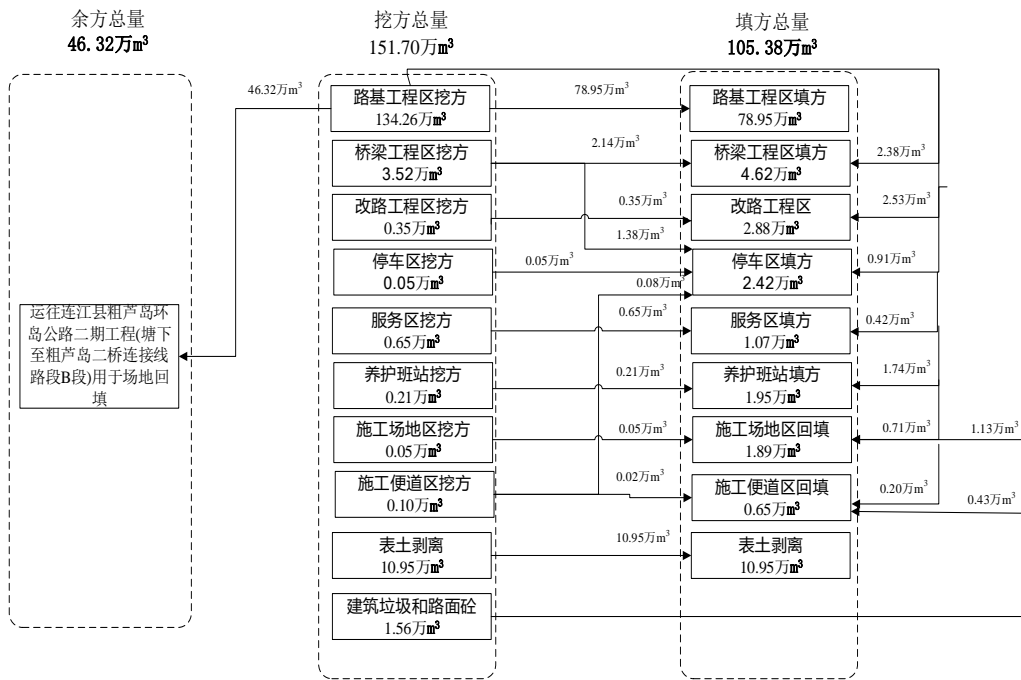 余方总量
46.32万m³
挖方总量
151.70万m³
填方总量
105.38万m³
46.32万m³
路基工程区挖方
134.26万m³
78.95万m³
路基工程区填方
78.95万m³
桥梁工程区挖方
3.52万m³
2.14万m³
桥梁工程区填方
4.62万m³
2.38万m³
改路工程区挖方
0.35万m³
0.35万m³
改路工程区
2.88万m³
2.53万m³
1.38万m³
停车区挖方
0.05万m³
0.05万m³
停车区填方
2.42万m³
0.91万m³
0.08万m³
运往连江县粗芦岛环
岛公路二期工程(塘下
至粗芦岛二桥连接线
路段B段)用于场地回
填
服务区挖方
0.65万m³
0.65万m³
服务区填方
1.07万m³
0.42万m³
养护班站挖方
0.21万m³
0.21万m³
养护班站填方
1.95万m³
1.74万m³
施工场地区挖方
0.05万m³
0.05万m³
施工场地区回填
1.89万m³
0.71万m³
1.13万m³
施工便道区挖方
0.10万m³
0.02万m³
施工便道区回填
0.65万m³
0.20万m³
0.43万m³
表土剥离
10.95万m³
10.95万m³
表土剥离
10.95万m³
建筑垃圾和路面砼
1.56万m³